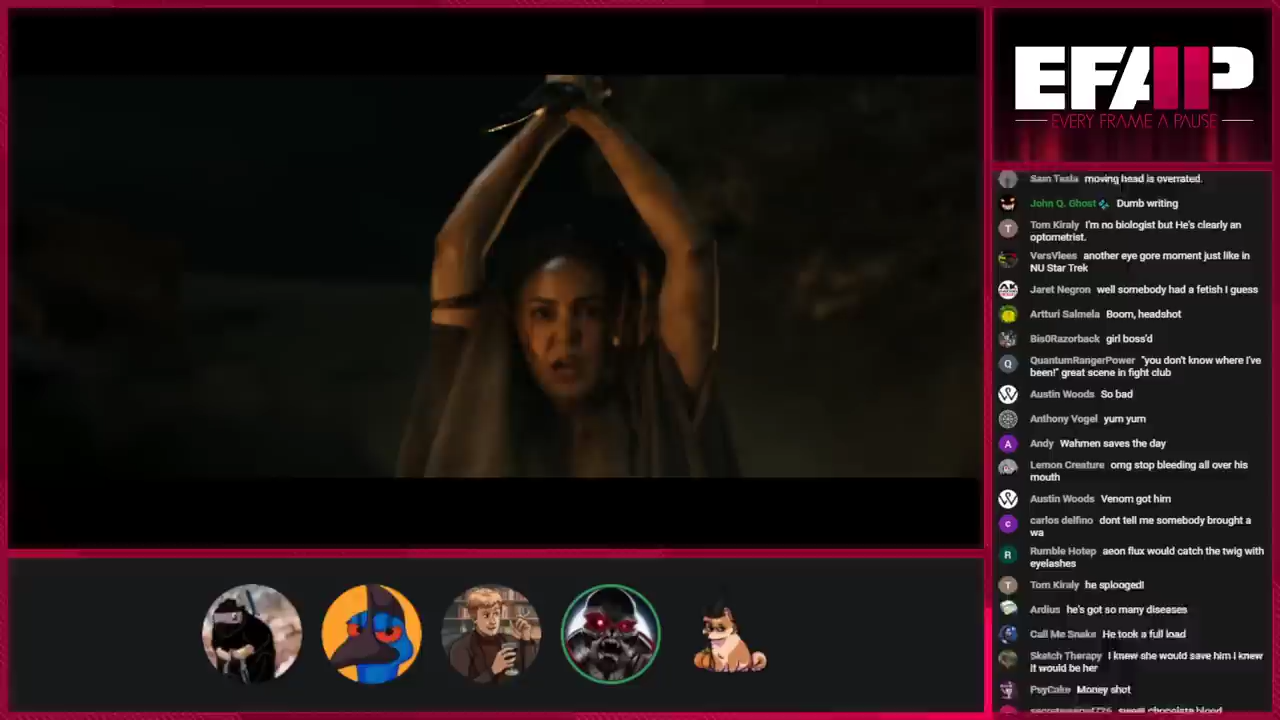 EFAP
EVERY FRAME A PAUSE
Sam Tesla moving head is overrated.
John Q. Ghost Dumb writing
T
Tom Kiraly I'm no biologist but He's clearly an
optometrist.
VersVlees another eye gore moment just like in
NU Star Trek
Jaret Negron well somebody had a fetish I guess
Artturi Salmela Boom, headshot
Bis0Razorback girl boss'd
Q
QuantumRangerPower "you don't know where I've
been!" great scene in fight club
Austin Woods So bad
Anthony Vogel yum yum
A
Andy Wahmen saves the day
Lemon Creature omg stop bleeding all over his
mouth
Austin Woods Venom got him
c
carlos delfino dont tell me somebody brought a
wa
R
Rumble Hotep aeon flux would catch the twig with
eyelashes
T
Tom Kiraly he splooged!
Ardius he's got so many diseases
Call Me Snake He took a full load
Sketch Therapy I knew she would save him I knew
it would be her
PsyCake Money shot
sweet chocolate blood